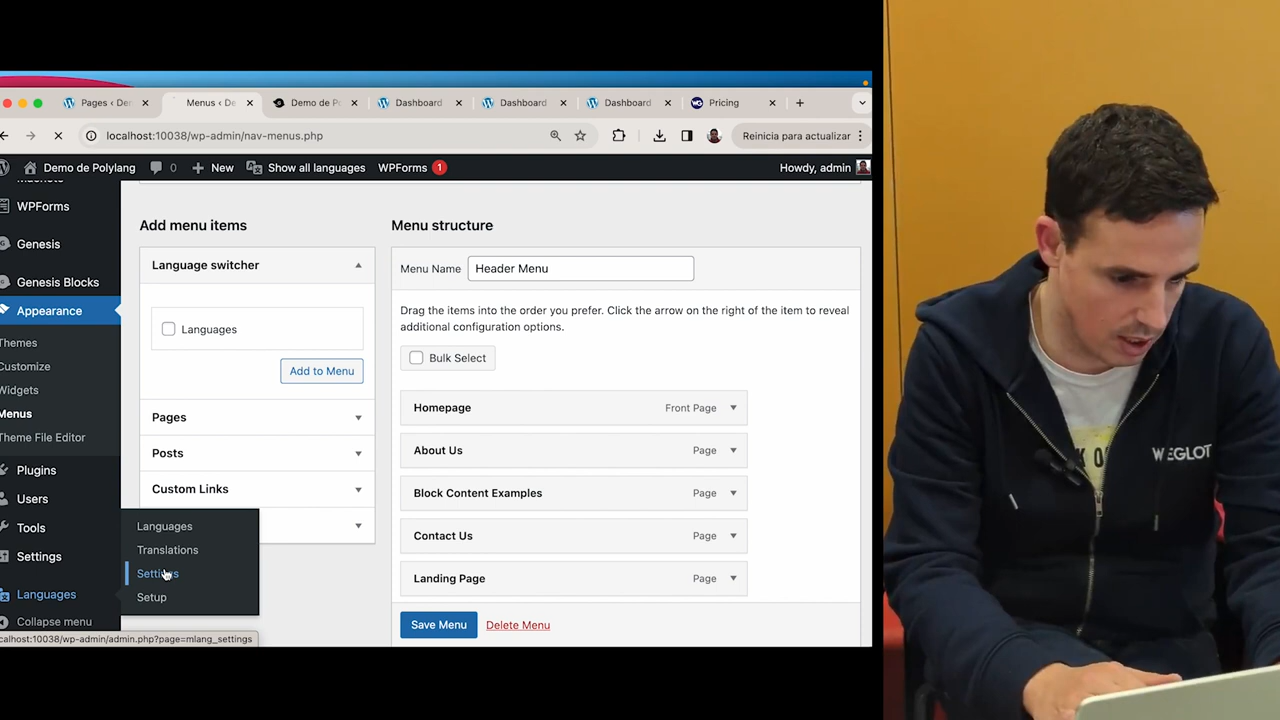 Pages ‹ De
Menus ‹ De
Demo de P
Dashboard
Dashboard
Dashboard
Pricing
localhost:10038/wp-admin/nav-menus.php
Reinicia para actualizar
Demo de Polylang
0
New
Show all languages
WPForms 1
Howdy, admin
WPForms
Genesis
Genesis Blocks
Appearance
Themes
Customize
Widgets
Menus
Theme File Editor
Plugins
Users
Tools
Settings
Languages
Collapse menu
Languages
Translations
Settings
Setup
calhost:10038/wp-admin/admin.php?page=mlang_settings
Add menu items
Language switcher
Languages
Add to Menu
Pages
Posts
Custom Links
Menu structure
Menu Name Header Menu
Drag the items into the order you prefer. Click the arrow on the right of the item to reveal
additional configuration options.
Bulk Select
Homepage Front Page
About Us Page
Block Content Examples Page
Contact Us Page
Landing Page Page
Save Menu Delete Menu
WEGLOT